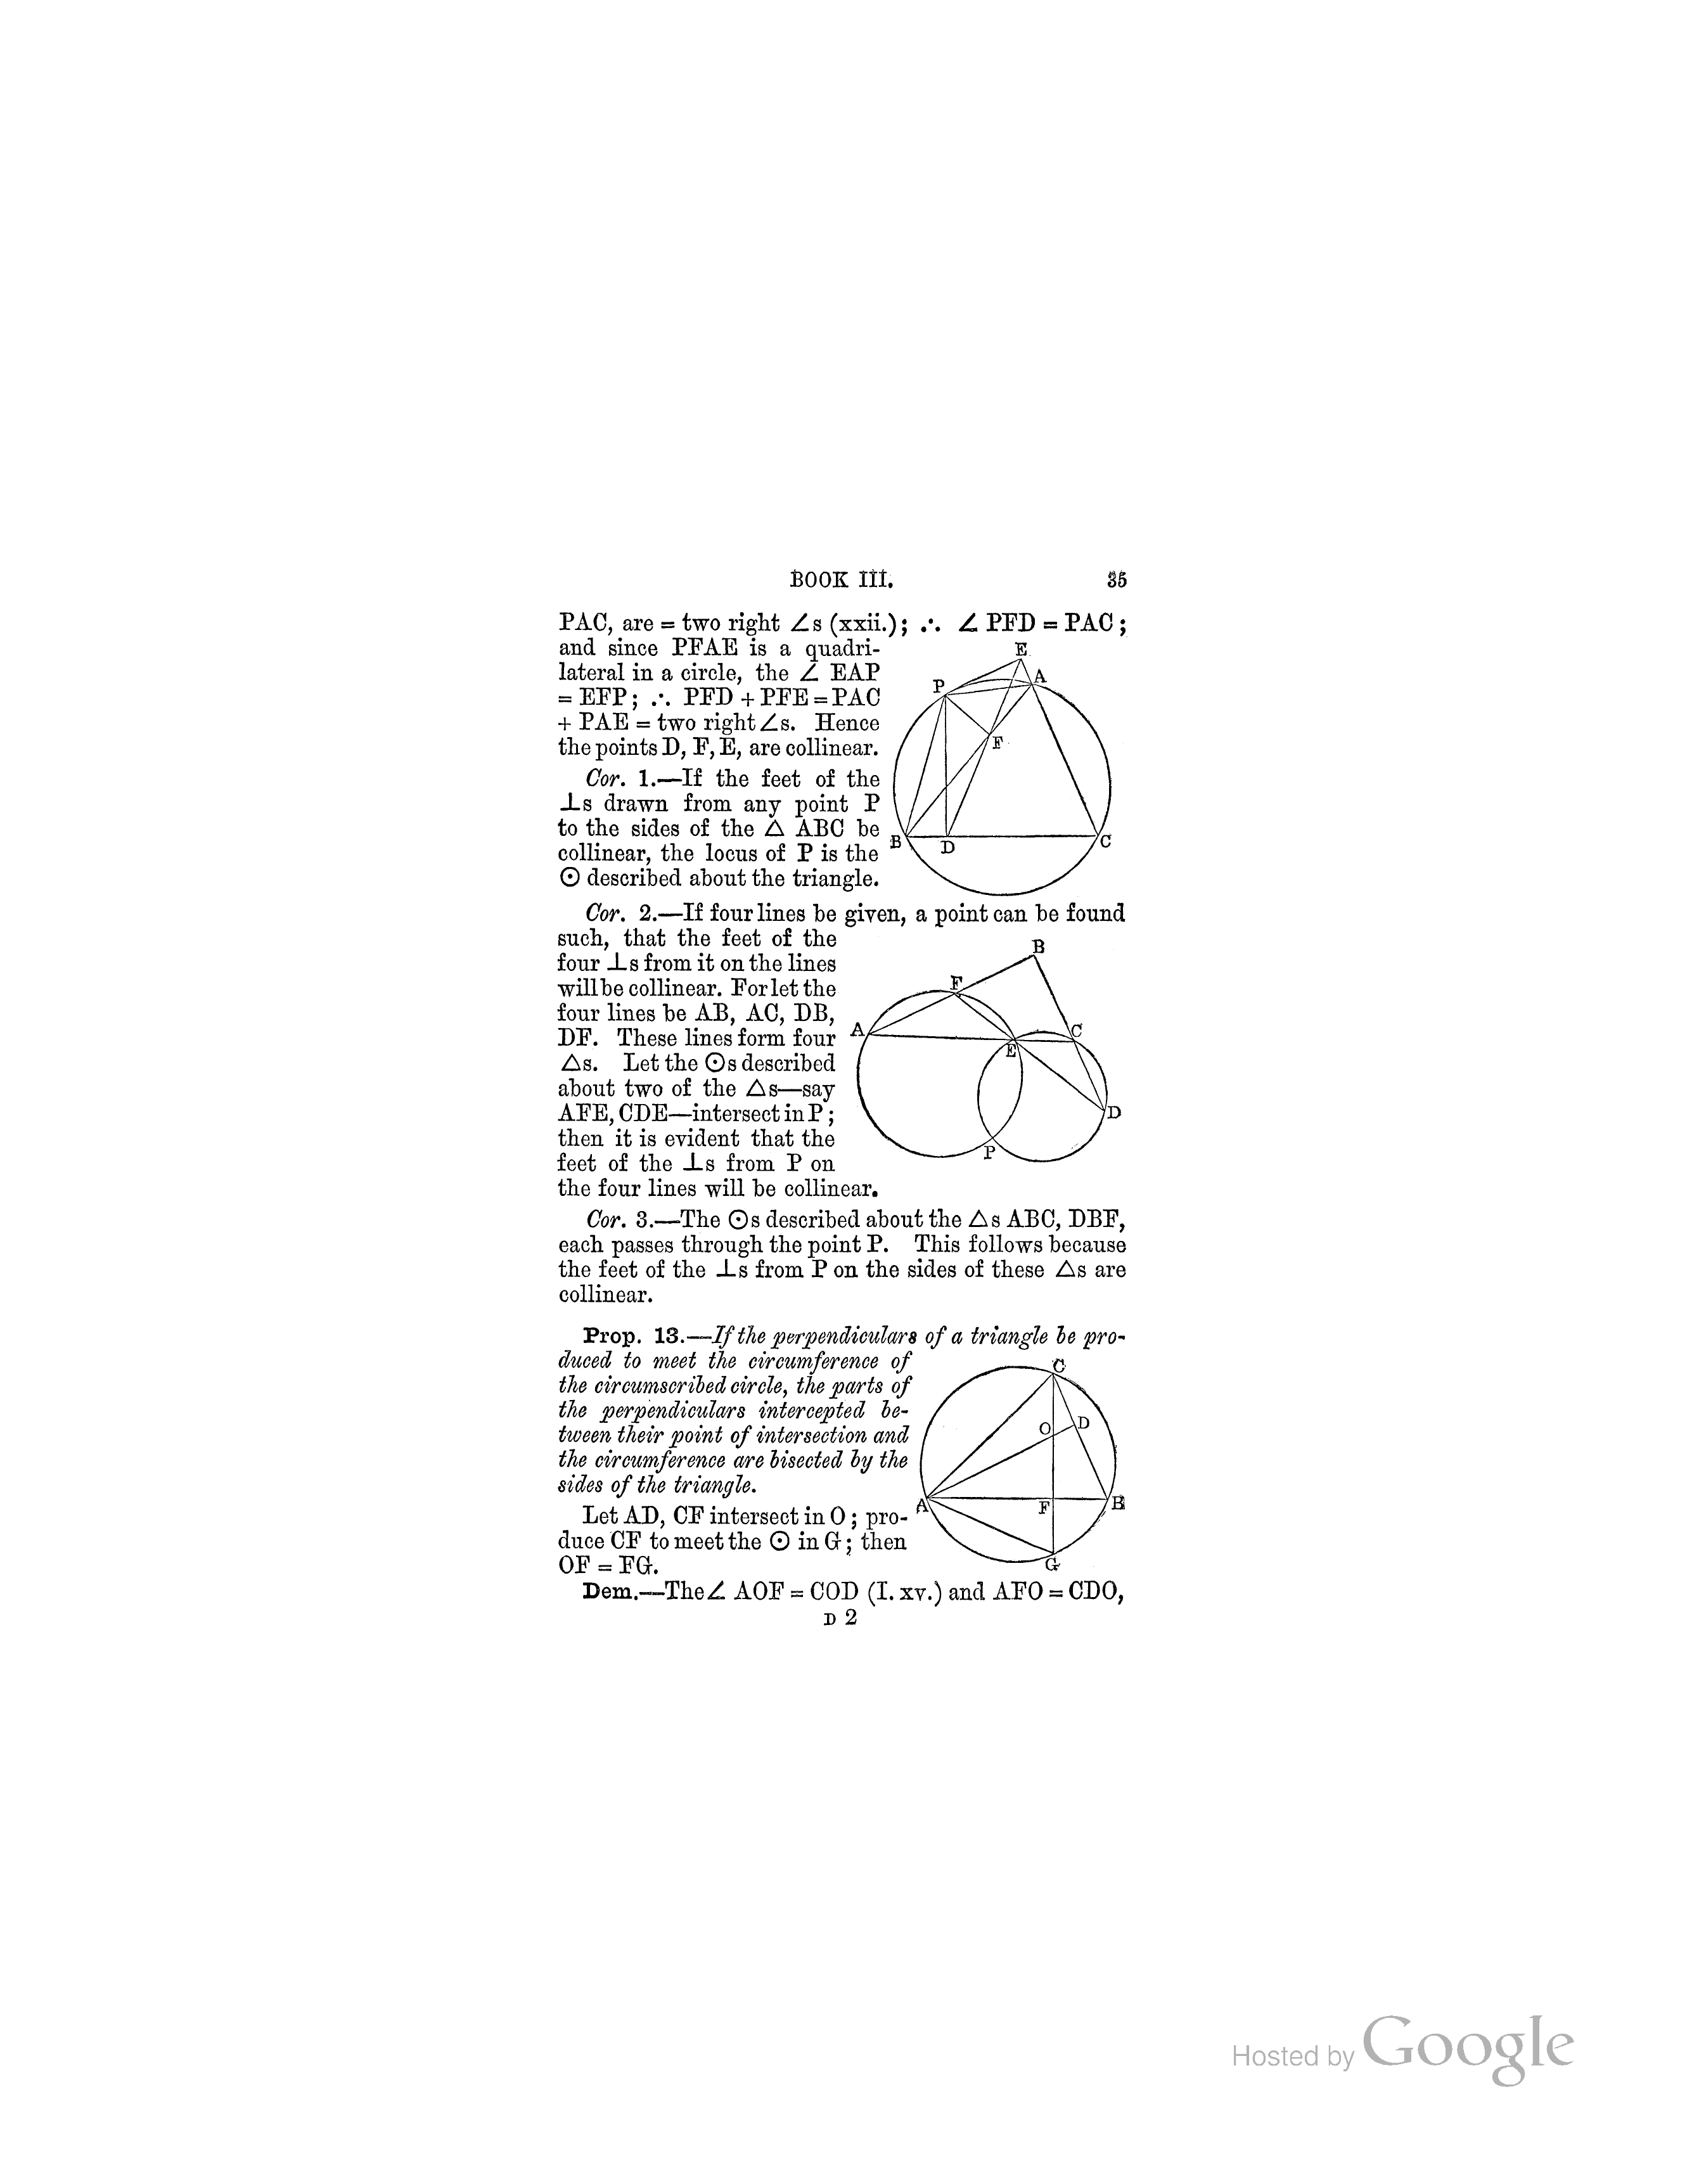 BOOK III. 35
PAC, are = two right ∠s (xxii.); ∴ ∠ PFD = PAC;
and since PFAE is a quadri-
lateral in a circle, the ∠ EAP
= EFP; ∴ PFD + PFE = PAC
+ PAE = two right ∠s. Hence
the points D, F, E, are collinear.
E
A
P
F
B
D
C
Cor. 1.—If the feet of the
⊥s drawn from any point P
to the sides of the △ ABC be
collinear, the locus of P is the
⊙ described about the triangle.
Cor. 2.—If four lines be given, a point can be found
such, that the feet of the
four ⊥s from it on the lines
will be collinear. For let the
four lines be AB, AC, DB,
DF. These lines form four
△s. Let the ⊙s described
about two of the △s—say
AFE, CDE—intersect in P;
then it is evident that the
feet of the ⊥s from P on
the four lines will be collinear.
B
F
A
C
E
D
P
Cor. 3.—The ⊙s described about the △s ABC, DBF,
each passes through the point P. This follows because
the feet of the ⊥s from P on the sides of these △s are
collinear.
Prop. 13.—If the perpendiculars of a triangle be pro-
duced to meet the circumference of
the circumscribed circle, the parts of
the perpendiculars intercepted be-
tween their point of intersection and
the circumference are bisected by the
sides of the triangle.
C
D
O
A
F
B
G
Let AD, CF intersect in O; pro-
duce CF to meet the ⊙ in G; then
OF = FG.
Dem.—The ∠ AOF = COD (I. xv.) and AFO = CDO,
D 2
Hosted by Google